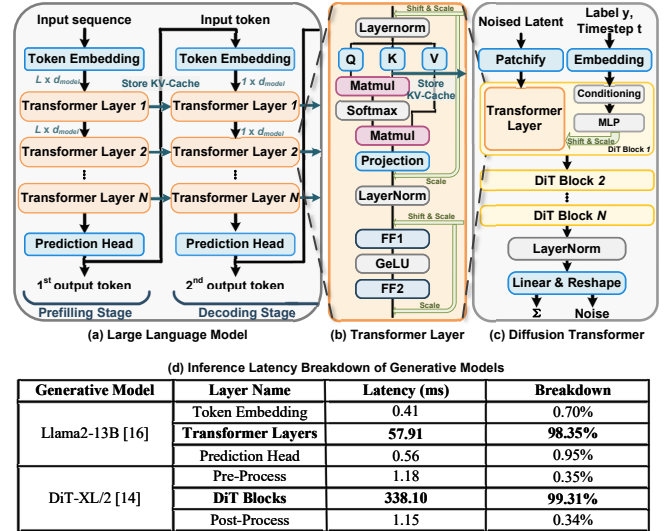 Input sequence
Token Embedding
L x dmodel
Store KV-Cache
Transformer Layer 1
L x dmodel
Transformer Layer 2
Transformer Layer N
Prediction Head
1st output token
Prefilling Stage
Input token
Token Embedding
1 x dmodel
Transformer Layer 1
1 x dmodel
Transformer Layer 2
Transformer Layer N
Prediction Head
2nd output token
Decoding Stage
(a) Large Language Model
Shift & Scale
Layernorm
Q K V
Matmul
Store
KV-Cache
Softmax
Matmul
Projection
Scale
LayerNorm
Shift & Scale
FF1
GeLU
FF2
Scale
(b) Transformer Layer
Noised Latent
Label y,
Timestep t
Patchify
Embedding
Transformer
Layer
Conditioning
MLP
Shift & Scale
DiT Block 1
DiT Block 2
DiT Block N
LayerNorm
Linear & Reshape
Σ Noise
(c) Diffusion Transformer
(d) Inference Latency Breakdown of Generative Models
Generative Model Layer Name Latency (ms) Breakdown
Llama2-13B [16]
Token Embedding 0.41 0.70%
Transformer Layers 57.91 98.35%
Prediction Head 0.56 0.95%
DiT-XL/2 [14]
Pre-Process 1.18 0.35%
DiT Blocks 338.10 99.31%
Post-Process 1.15 0.34%